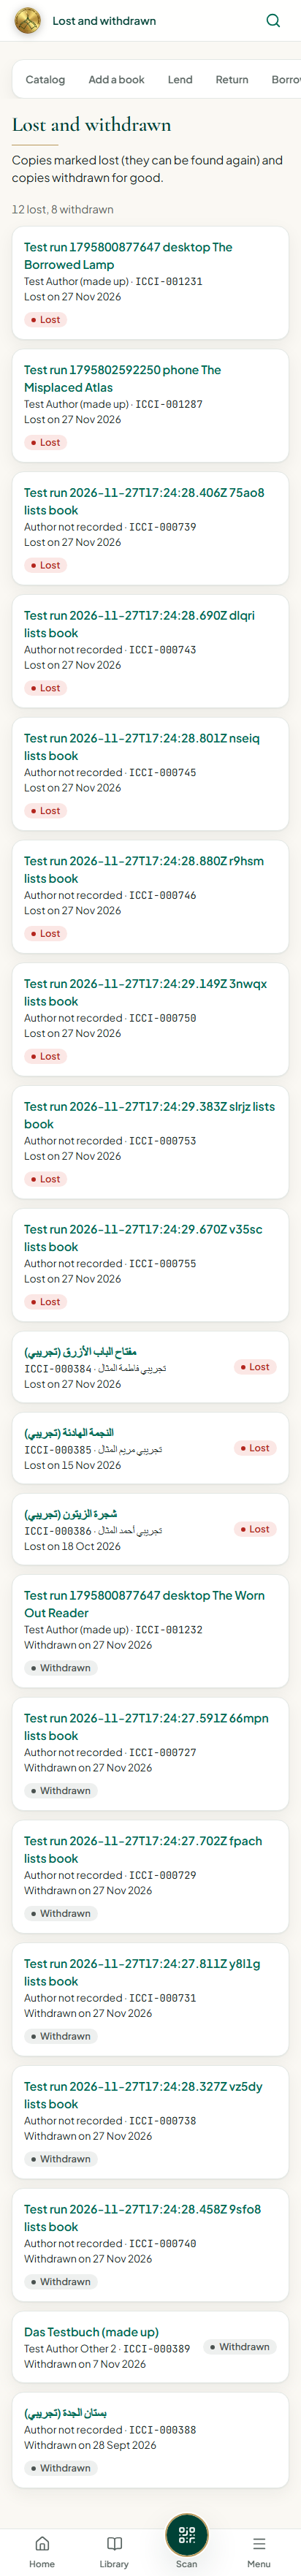 Lost and withdrawn
Catalog Add a book Lend Return Borrow
Lost and withdrawn
Copies marked lost (they can be found again) and
copies withdrawn for good.
12 lost, 8 withdrawn
Test run 1795800877647 desktop The
Borrowed Lamp
Test Author (made up) · ICCI-001231
Lost on 27 Nov 2026
Lost
Test run 1795802592250 phone The
Misplaced Atlas
Test Author (made up) · ICCI-001287
Lost on 27 Nov 2026
Lost
Test run 2026-11-27T17:24:28.406Z 75ao8
lists book
Author not recorded · ICCI-000739
Lost on 27 Nov 2026
Lost
Test run 2026-11-27T17:24:28.690Z dlqri
lists book
Author not recorded · ICCI-000743
Lost on 27 Nov 2026
Lost
Test run 2026-11-27T17:24:28.801Z nseiq
lists book
Author not recorded · ICCI-000745
Lost on 27 Nov 2026
Lost
Test run 2026-11-27T17:24:28.880Z r9hsm
lists book
Author not recorded · ICCI-000746
Lost on 27 Nov 2026
Lost
Test run 2026-11-27T17:24:29.149Z 3nwqx
lists book
Author not recorded · ICCI-000750
Lost on 27 Nov 2026
Lost
Test run 2026-11-27T17:24:29.383Z slrjz lists
book
Author not recorded · ICCI-000753
Lost on 27 Nov 2026
Lost
Test run 2026-11-27T17:24:29.670Z v35sc
lists book
Author not recorded · ICCI-000755
Lost on 27 Nov 2026
Lost
مفتاح الباب الأزرق (تجريبي)
تجريبي فاطمة المثال · ICCI-000384
Lost on 27 Nov 2026
Lost
النجمة الهادئة (تجريبي)
تجريبي مريم المثال · ICCI-000385
Lost on 15 Nov 2026
Lost
شجرة الزيتون (تجريبي)
تجريبي أحمد المثال · ICCI-000386
Lost on 18 Oct 2026
Lost
Test run 1795800877647 desktop The Worn
Out Reader
Test Author (made up) · ICCI-001232
Withdrawn on 27 Nov 2026
Withdrawn
Test run 2026-11-27T17:24:27.591Z 66mpn
lists book
Author not recorded · ICCI-000727
Withdrawn on 27 Nov 2026
Withdrawn
Test run 2026-11-27T17:24:27.702Z fpach
lists book
Author not recorded · ICCI-000729
Withdrawn on 27 Nov 2026
Withdrawn
Test run 2026-11-27T17:24:27.811Z y8l1g
lists book
Author not recorded · ICCI-000731
Withdrawn on 27 Nov 2026
Withdrawn
Test run 2026-11-27T17:24:28.327Z vz5dy
lists book
Author not recorded · ICCI-000738
Withdrawn on 27 Nov 2026
Withdrawn
Test run 2026-11-27T17:24:28.458Z 9sfo8
lists book
Author not recorded · ICCI-000740
Withdrawn on 27 Nov 2026
Withdrawn
Das Testbuch (made up)
Test Author Other 2 · ICCI-000389
Withdrawn on 7 Nov 2026
Withdrawn
بستان الجدة (تجريبي)
Author not recorded · ICCI-000388
Withdrawn on 28 Sept 2026
Withdrawn
Home Library Scan Menu